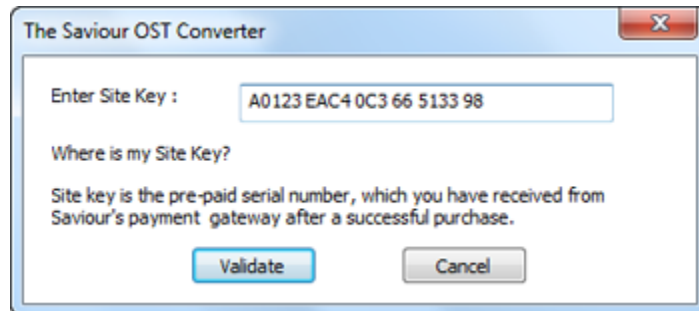 The Saviour OST Converter
Enter Site Key : A0123 EAC4 0C3 66 5133 98
Where is my Site Key?
Site key is the pre-paid serial number, which you have received from
Saviour's payment gateway after a successful purchase.
Validate Cancel